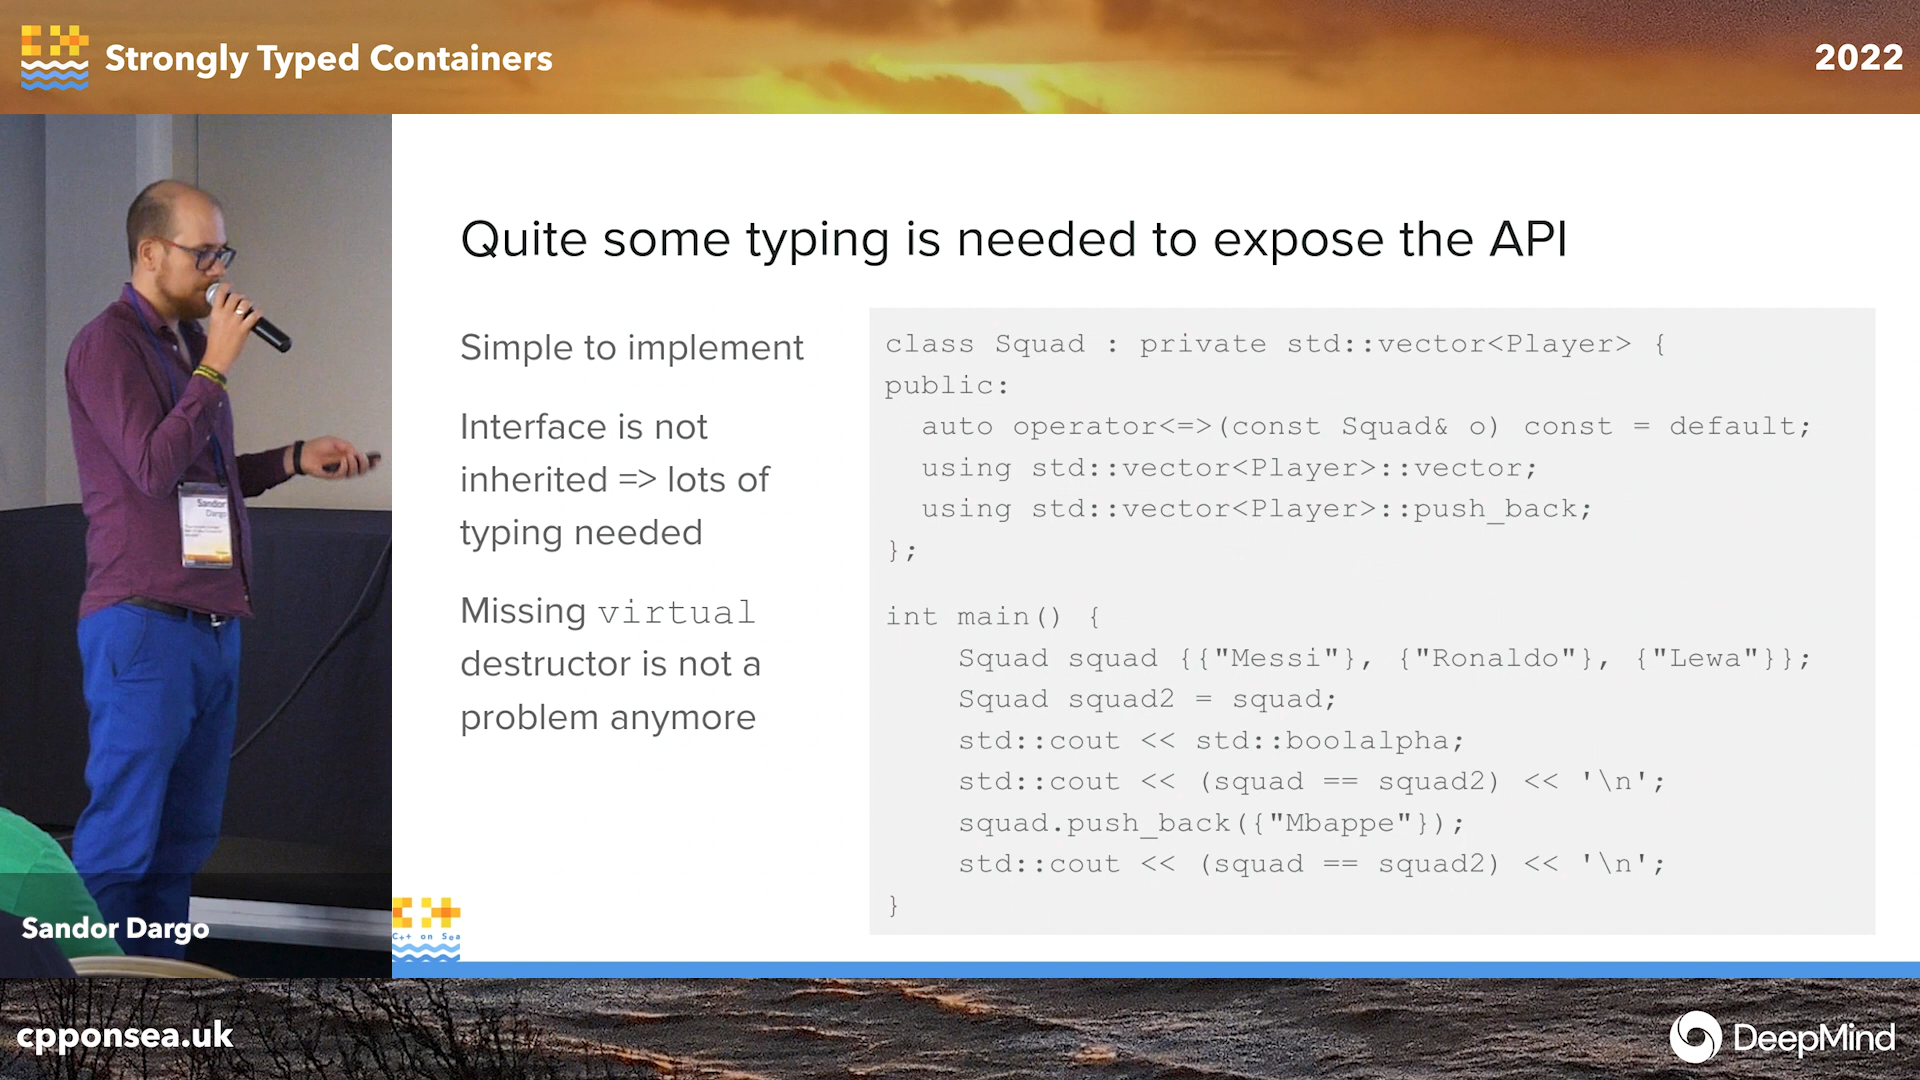 Strongly Typed Containers
2022
Quite some typing is needed to expose the API
Simple to implement
Interface is not
inherited => lots of
typing needed
Missing virtual
destructor is not a
problem anymore
class Squad : private std::vector<Player> {
public:
  auto operator<=>(const Squad& o) const = default;
  using std::vector<Player>::vector;
  using std::vector<Player>::push_back;
};
int main() {
    Squad squad {{"Messi"}, {"Ronaldo"}, {"Lewa"}};
    Squad squad2 = squad;
    std::cout << std::boolalpha;
    std::cout << (squad == squad2) << '\n';
    squad.push_back({"Mbappe"});
    std::cout << (squad == squad2) << '\n';
}
Sandor
Dargo
Sandor Dargo
C++ on Sea
cpponsea.uk
DeepMind